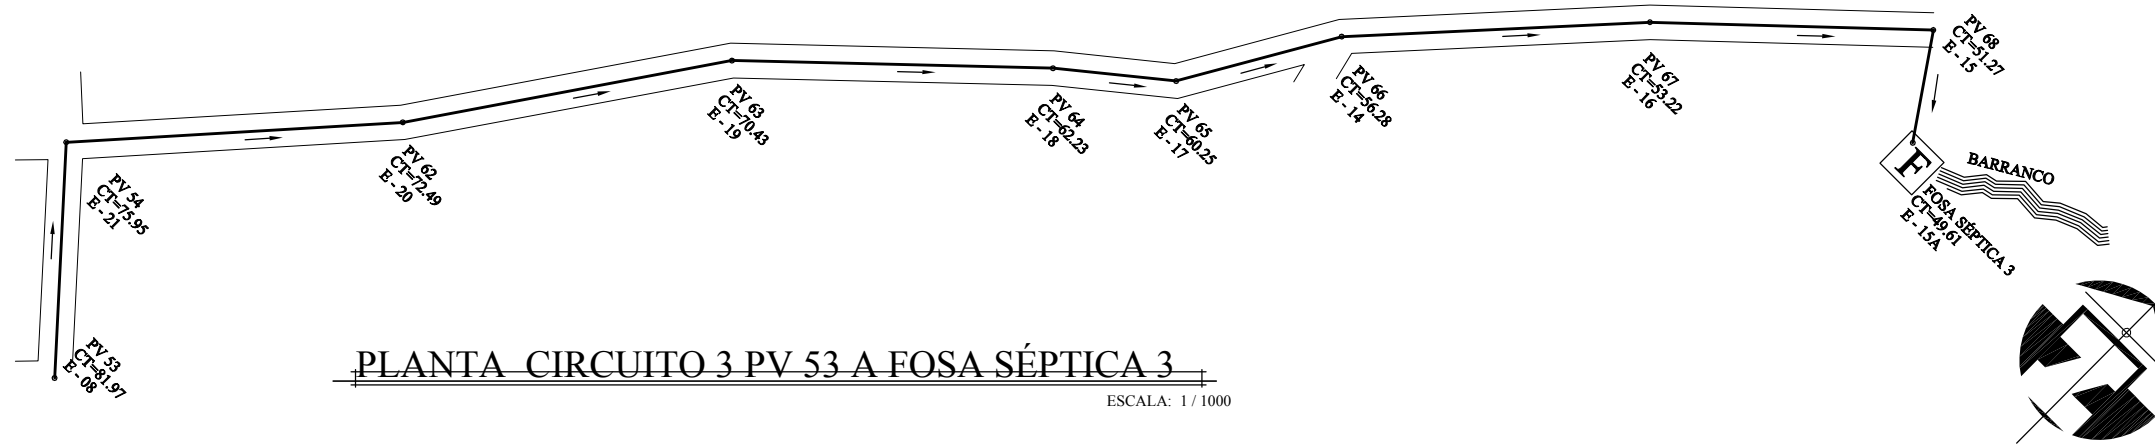 PV 53
CT=81.97
E - 08
PV 54
CT=75.95
E - 21
PV 62
CT=72.49
E - 20
PV 63
CT=70.43
E - 19
PV 64
CT=62.23
E - 18
PV 65
CT=60.25
E - 17
PV 66
CT=56.28
E - 14
PV 67
CT=53.22
E - 16
PV 68
CT=51.27
E - 15
F
BARRANCO
FOSA SÉPTICA 3
CT=49.61
E - 15A
PLANTA CIRCUITO 3 PV 53 A FOSA SÉPTICA 3
ESCALA: 1 / 1000